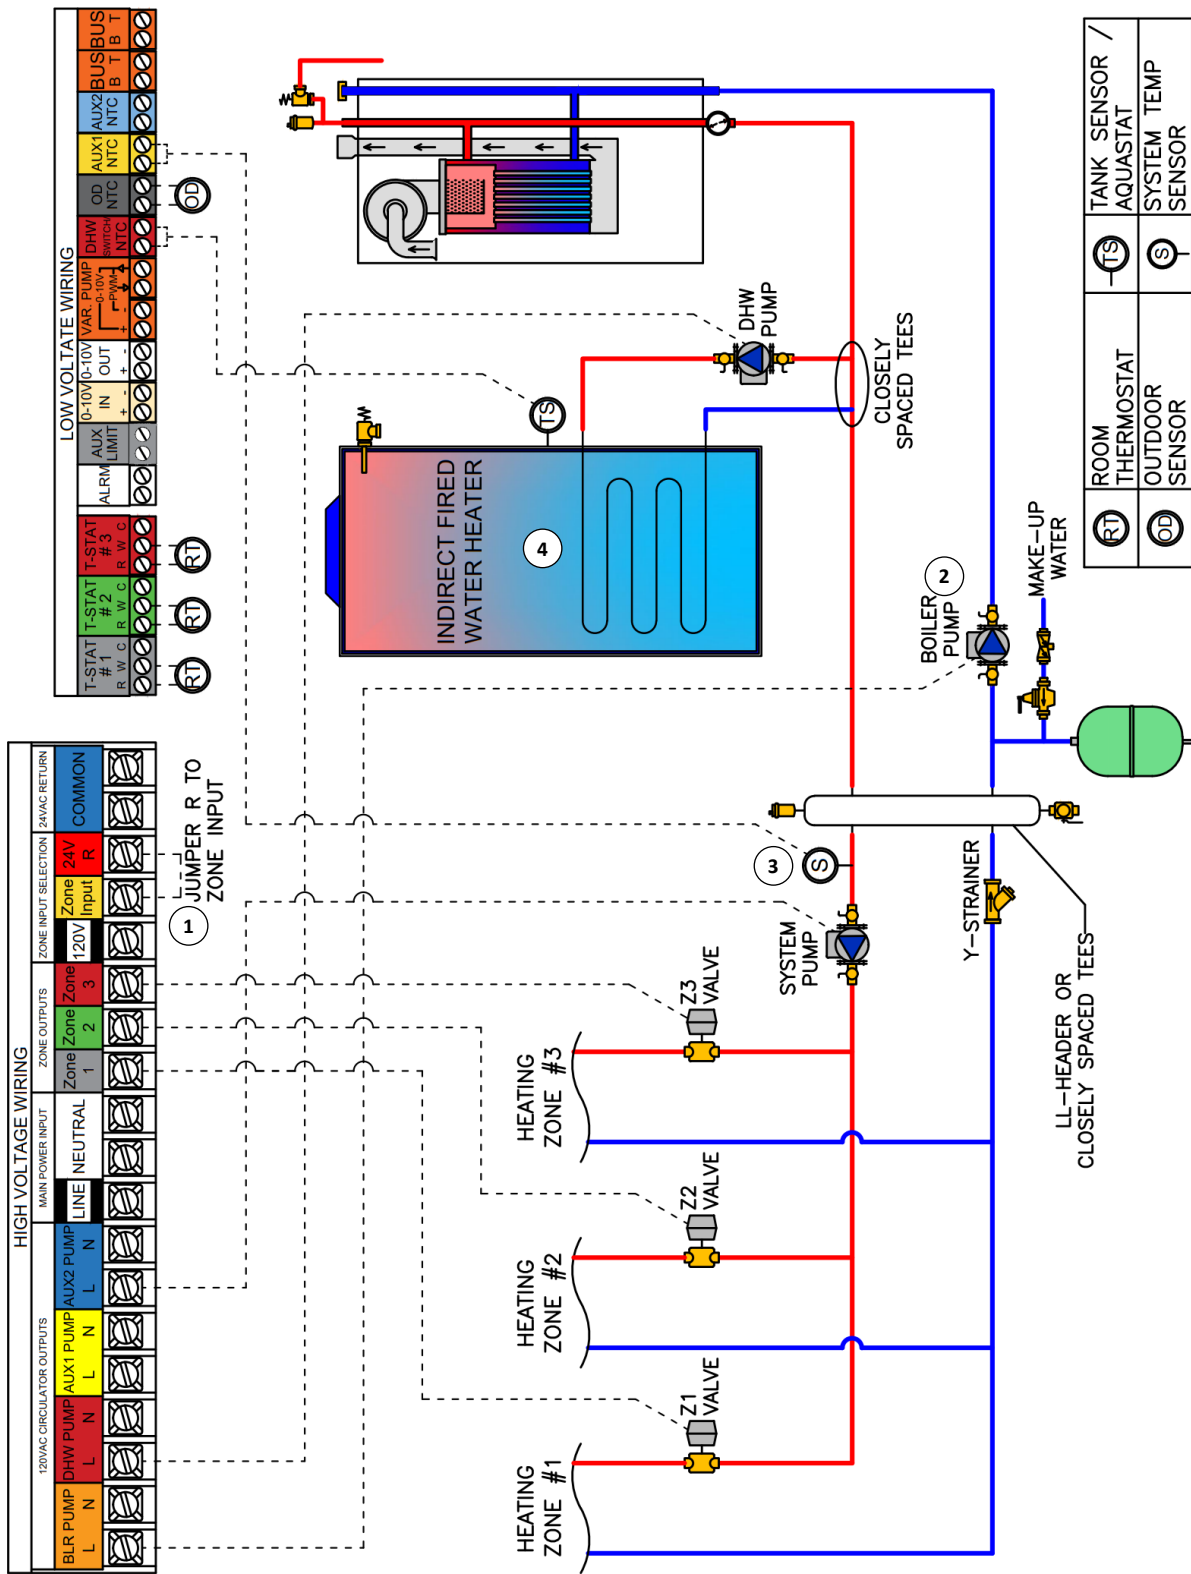 HIGH VOLTAGE WIRING
120VAC CIRCULATOR OUTPUTS
MAIN POWER INPUT
ZONE OUTPUTS
ZONE INPUT SELECTION
24VAC RETURN
BLR PUMP
L N
DHW PUMP
L N
AUX1 PUMP
L N
AUX2 PUMP
L N
LINE
NEUTRAL
Zone
1
Zone
2
Zone
3
120V
Zone
Input
24V
R
COMMON
1
JUMPER R TO
ZONE INPUT
LOW VOLTATE WIRING
T-STAT
# 1
R W C
T-STAT
# 2
R W C
T-STAT
# 3
R W C
ALRM
AUX
LIMIT
0-10V
IN
+ -
0-10V
OUT
+ -
VAR. PUMP
0-10V
PWM
+ -
DHW
SWITCH/
NTC
OD
NTC
AUX1
NTC
AUX2
NTC
BUS
B T
BUS
B T
RT
RT
RT
OD
HEATING
ZONE #1
HEATING
ZONE #2
HEATING
ZONE #3
Z1
VALVE
Z2
VALVE
Z3
VALVE
SYSTEM
PUMP
3
S
Y-STRAINER
LL-HEADER OR
CLOSELY SPACED TEES
INDIRECT FIRED
WATER HEATER
4
TS
DHW
PUMP
CLOSELY
SPACED TEES
BOILER
PUMP
2
MAKE-UP
WATER
RT
ROOM
THERMOSTAT
TS
TANK SENSOR /
AQUASTAT
OD
OUTDOOR
SENSOR
S
SYSTEM TEMP
SENSOR